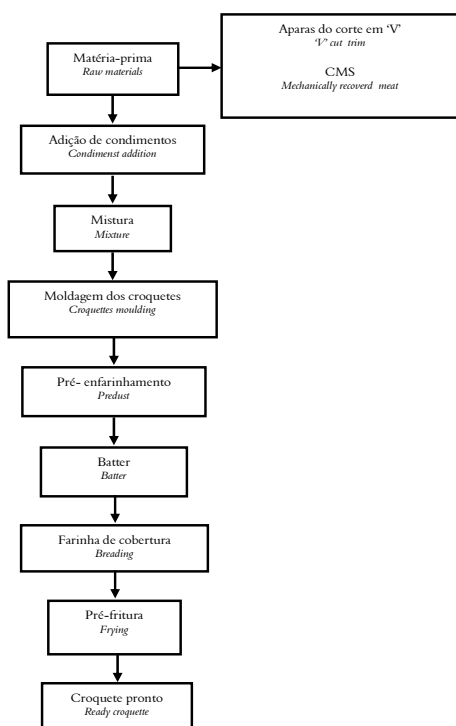 Matéria-prima
Raw materials
Aparas do corte em ‘V’
‘V’ cut trim
CMS
Mechanically recoverd meat
Adição de condimentos
Condimenst addition
Mistura
Mixture
Moldagem dos croquetes
Croquettes moulding
Pré- enfarinhamento
Predust
Batter
Batter
Farinha de cobertura
Breading
Pré-fritura
Frying
Croquete pronto
Ready croquette